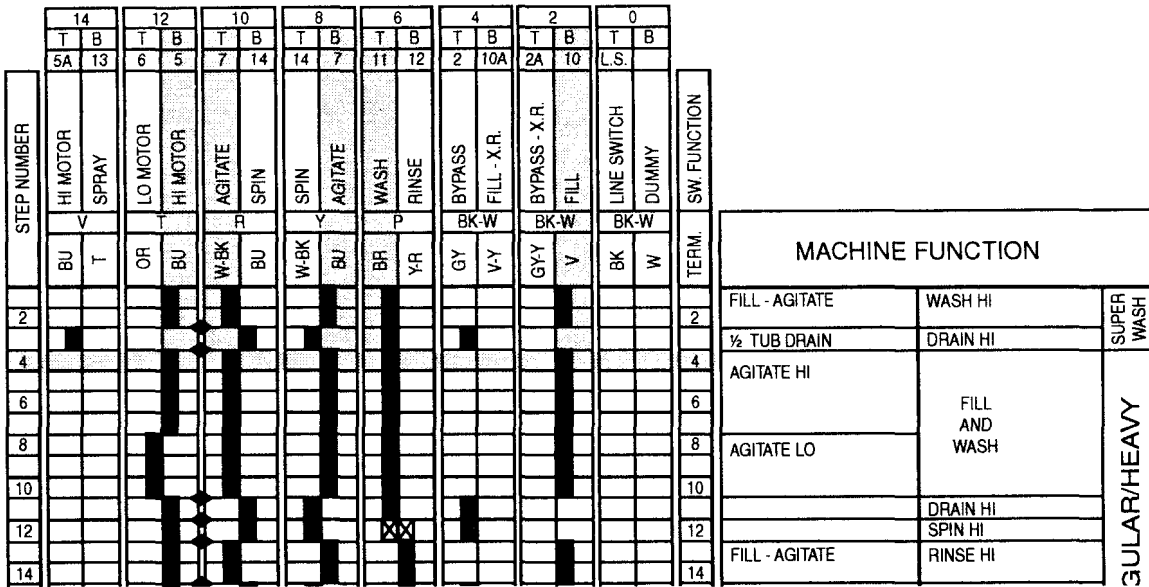 14 12 10 8 6 4 2 0
T B T B T B T B T B T B T B T B
5A 13 6 5 7 14 14 7 11 12 2 10A 2A 10 L.S.
STEP NUMBER
HI MOTOR
SPRAY
LO MOTOR
HI MOTOR
AGITATE
SPIN
SPIN
AGITATE
WASH
RINSE
BYPASS
FILL - X.R.
BYPASS - X.R.
FILL
LINE SWITCH
DUMMY
SW. FUNCTION
V T R Y P BK-W BK-W BK-W
BU T OR BU W-BK BU W-BK BU BR Y-R GY V-Y GY-Y V BK W
TERM.
MACHINE FUNCTION
FILL - AGITATE WASH HI
2 2
SUPER
WASH
½ TUB DRAIN DRAIN HI
4 4
AGITATE HI
6 6
FILL
AND
WASH
8 8
AGITATE LO
10 10
DRAIN HI
12 12
SPIN HI
FILL - AGITATE RINSE HI
14 14
GULAR/HEAVY